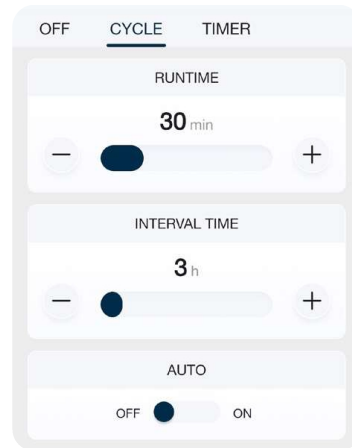 OFF CYCLE TIMER
RUNTIME
30 min
INTERVAL TIME
3 h
AUTO
OFF ON